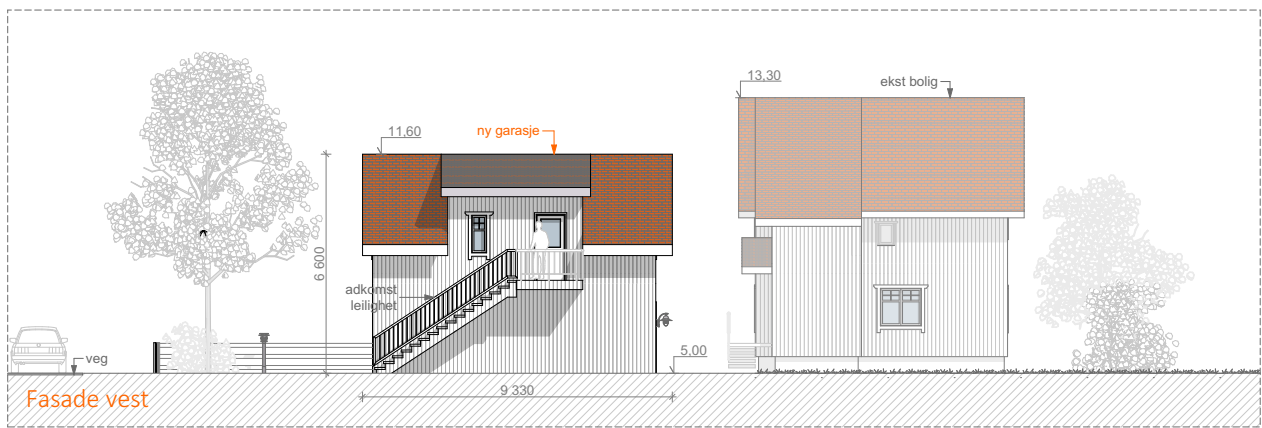 13,30
ekst bolig
11,60
ny garasje
6 600
adkomst
leilighet
veg
5,00
9 330
Fasade vest